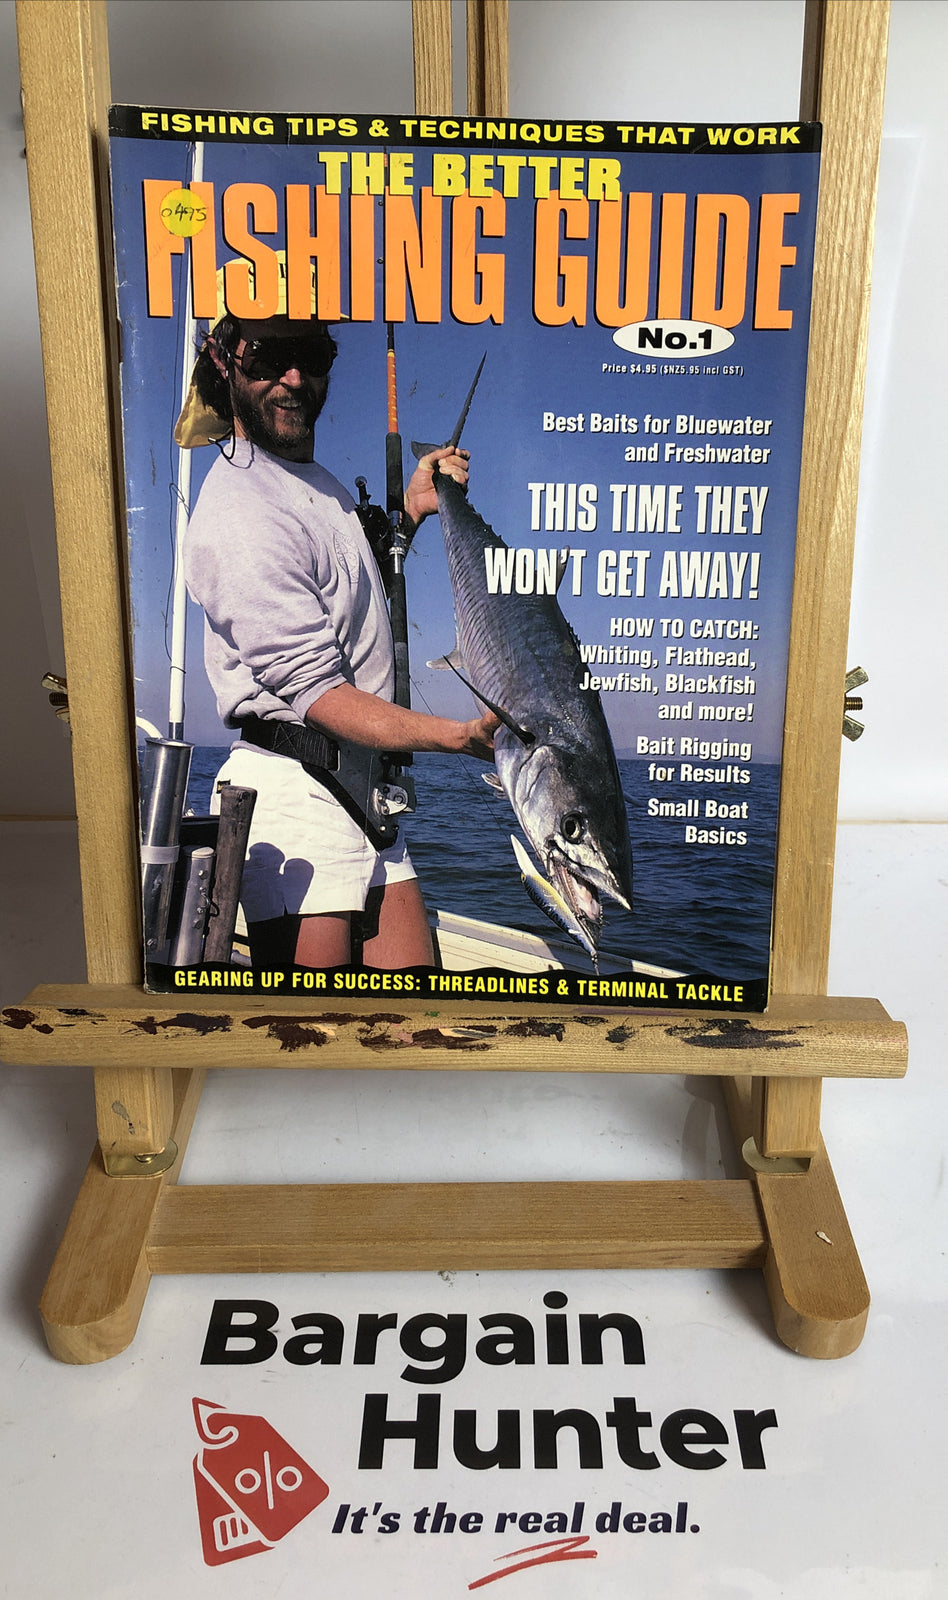 FISHING TIPS & TECHNIQUES THAT WORK
THE BETTER
FISHING GUIDE
0495
No.1
Price $4.95 ($NZ5.95 incl GST)
Best Baits for Bluewater
and Freshwater
THIS TIME THEY
WON'T GET AWAY!
HOW TO CATCH:
Whiting, Flathead,
Jewfish, Blackfish
and more!
Bait Rigging
for Results
Small Boat
Basics
GEARING UP FOR SUCCESS: THREADLINES & TERMINAL TACKLE
Bargain
Hunter
%
It's the real deal.